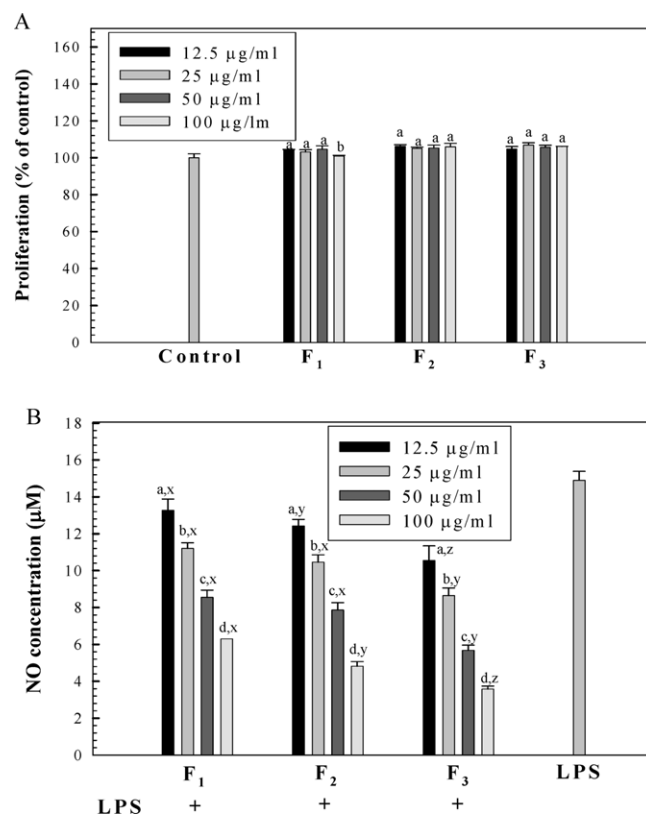 A
Proliferation (% of control)
160
140
120
100
80
60
40
20
0
12.5 µg/ml
25 µg/ml
50 µg/ml
100 µg/lm
a a a b
a a a a
a a a a
Control F1 F2 F3
B
NO concentration (µM)
18
16
14
12
10
8
6
4
2
0
12.5 µg/ml
25 µg/ml
50 µg/ml
100 µg/ml
a,x
b,x
c,x
d,x
a,y
b,x
c,x
d,y
a,z
b,y
c,y
d,z
F1 F2 F3 LPS
LPS + + +